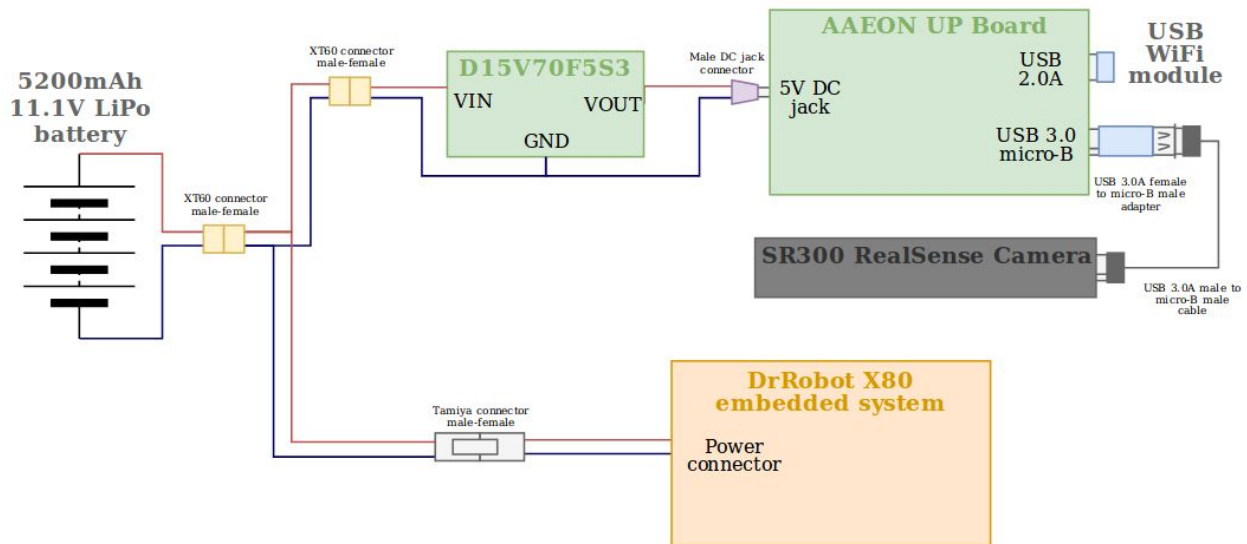 5200mAh
11.1V LiPo
battery
XT60 connector
male-female
XT60 connector
male-female
D15V70F5S3
VIN
VOUT
GND
Male DC jack
connector
AAEON UP Board
5V DC
jack
USB
2.0A
USB 3.0
micro-B
USB
WiFi
module
USB 3.0A female
to micro-B male
adapter
SR300 RealSense Camera
USB 3.0A male to
micro-B male
cable
Tamiya connector
male-female
DrRobot X80
embedded system
Power
connector